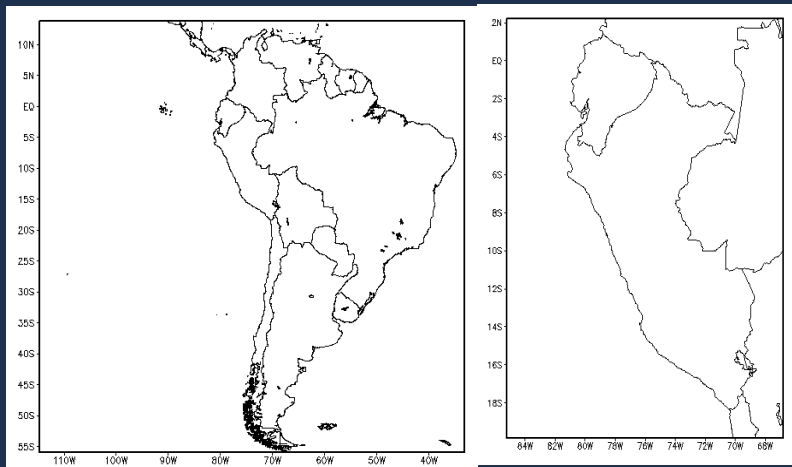 10N
5N
EQ
5S
10S
15S
20S
25S
30S
35S
40S
45S
50S
55S
110W 100W 90W 80W 70W 60W 50W 40W
2N
EQ
2S
4S
6S
8S
10S
12S
14S
16S
18S
84W 82W 80W 78W 76W 74W 72W 70W 68W